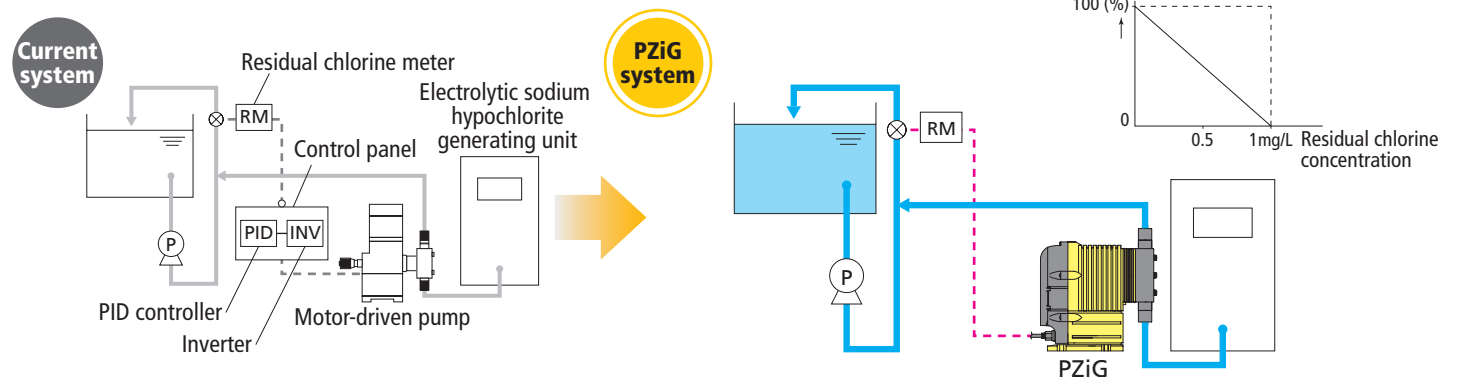 Current
system
Residual chlorine meter
RM
Electrolytic sodium
hypochlorite
generating unit
Control panel
PID
INV
P
PID controller
Inverter
Motor-driven pump
PZiG
system
RM
P
PZiG
100 (%)
0
0.5
1mg/L
Residual chlorine
concentration